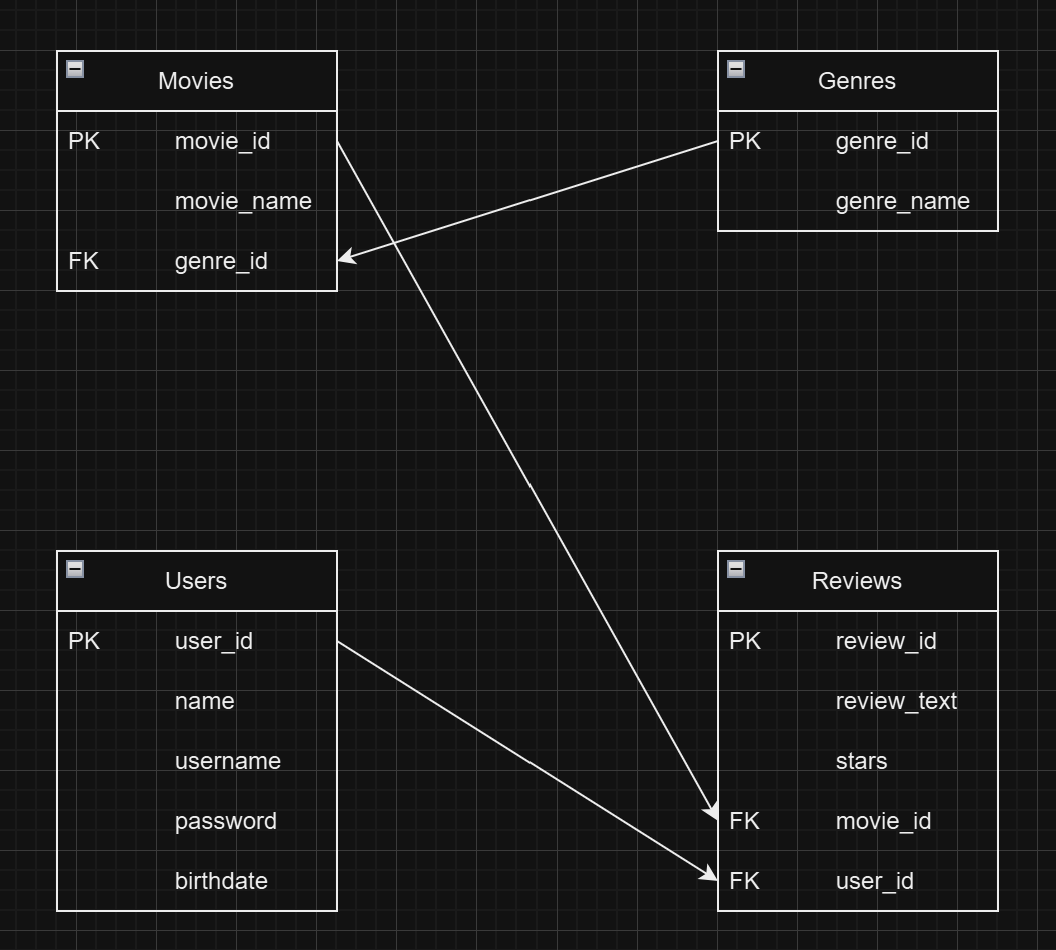 Movies
PK movie_id
movie_name
FK genre_id
Genres
PK genre_id
genre_name
Users
PK user_id
name
username
password
birthdate
Reviews
PK review_id
review_text
stars
FK movie_id
FK user_id